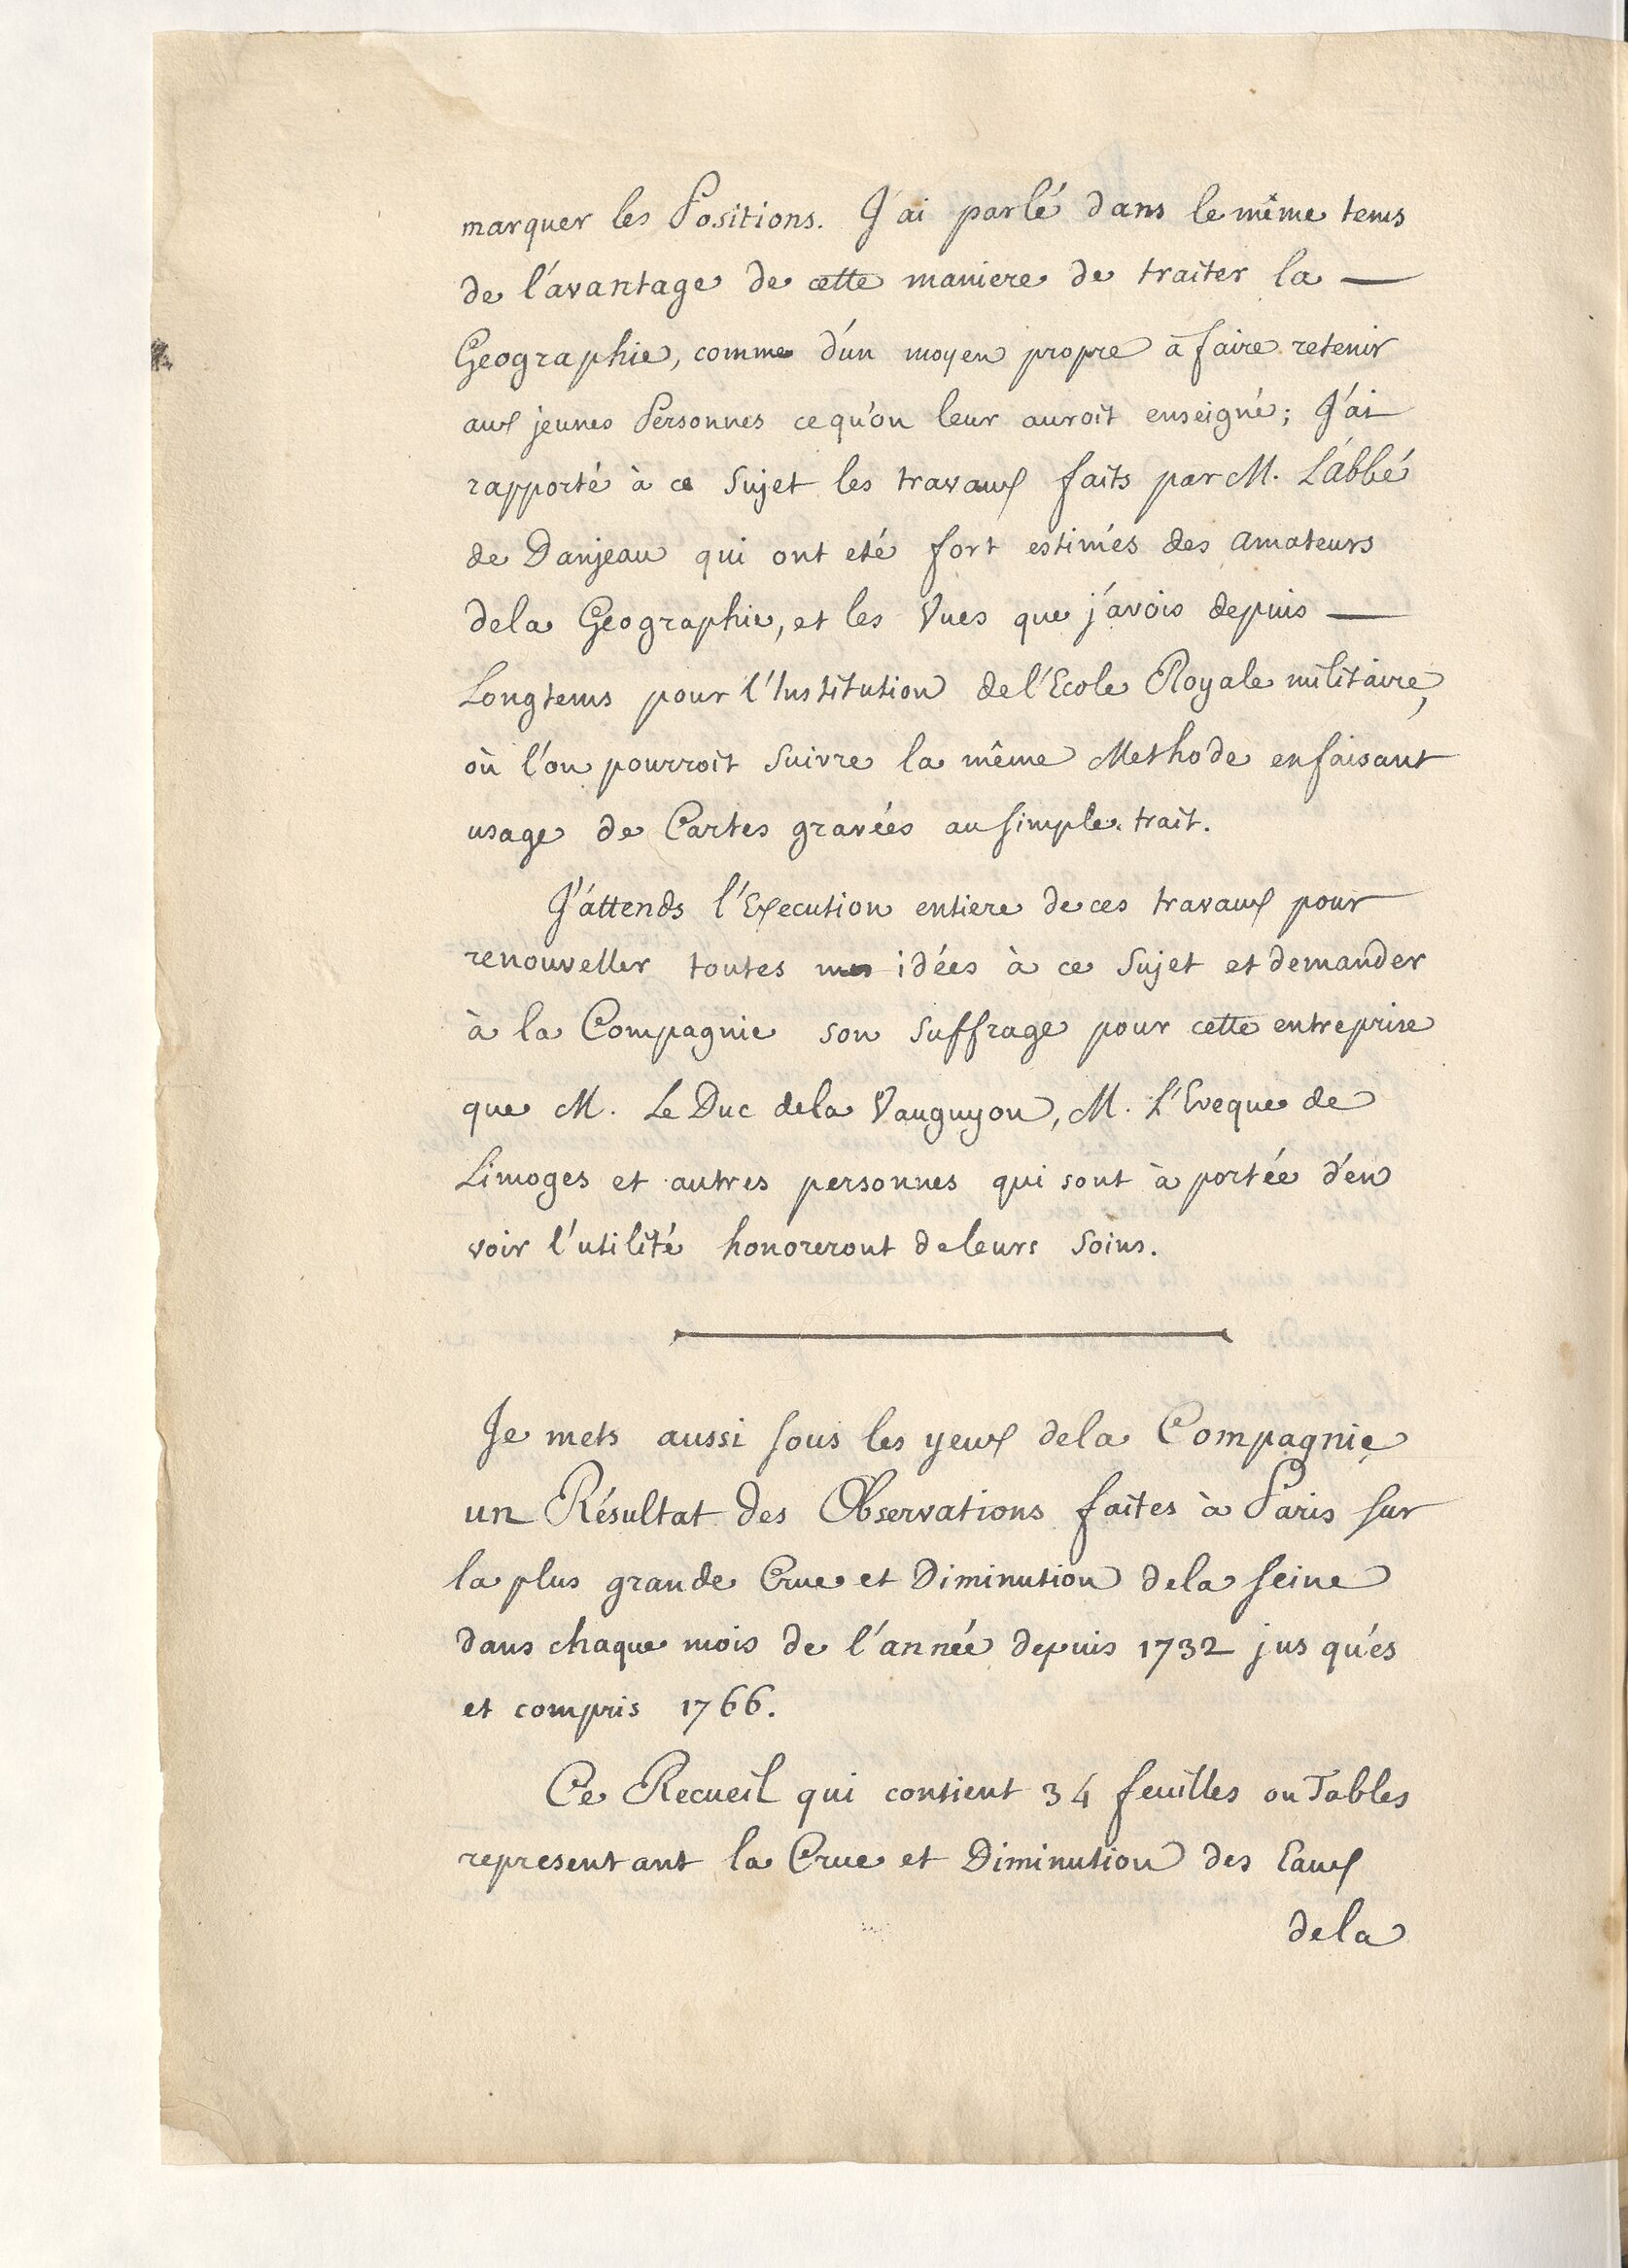 marquer les Positions. J'ai parlé dans le même tems
de l'avantage de cette maniere de traiter la —
Geographie, comme d'un moyen propre à faire retenir
aux jeunes Personnes ce qu'on leur auroit enseigné; J'ai
rapporté à ce Sujet les travaux faits par M. L'abbé
de Danjeau qui ont eté fort estimés des amateurs
dela Geographie, et les Vues que j'avois depuis —
Longtems pour l'Institution de l'Ecole Royale militaire,
où l'on pourroit Suivre la même Methode en faisant
usage de Cartes gravées au simple trait.
J'attends l'Execution entiere de ces travaux pour
renouveller toutes mes idées à ce Sujet et demander
à la Compagnie son Suffrage pour cette entreprise
que M. Le Duc dela Vauguyon, M. L'Eveque de
Limoges et autres personnes qui sont à portée d'en
voir l'utilité honoreront de leurs Soins.
Je mets aussi sous les yeux dela Compagnie
un Résultat des Observations faites à Paris sur
la plus grande Crue et Diminution dela seine
dans chaque mois de l'année depuis 1732 jus qu'es
et compris 1766.
Ce Recueil qui contient 34 feuilles ou Tables
representant la Crue et Diminution des Eaux
dela